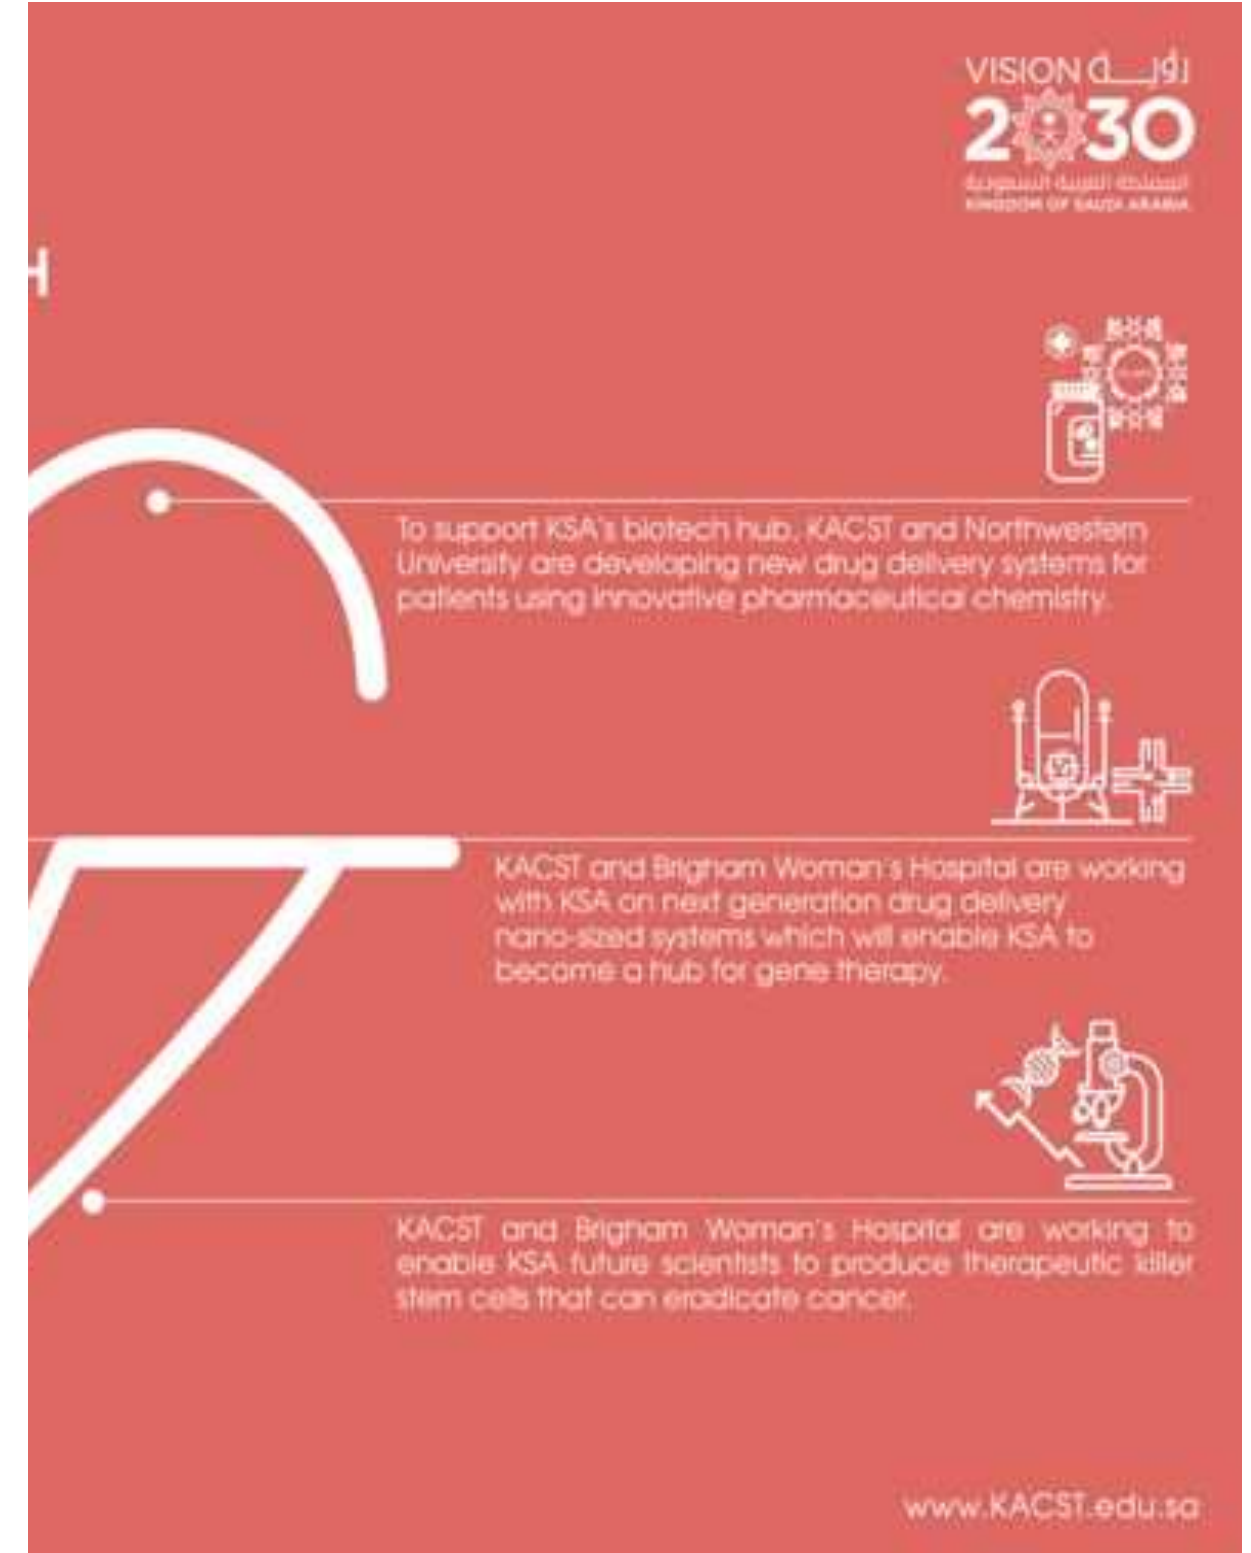 VISION رؤيــة
2030
المملكة العربية السعودية
KINGDOM OF SAUDI ARABIA
H
To support KSA's biotech hub, KACST and Northwestern
University are developing new drug delivery systems for
patients using innovative pharmaceutical chemistry.
KACST and Brigham Woman's Hospital are working
with KSA on next generation drug delivery
nano-sized systems which will enable KSA to
become a hub for gene therapy.
KACST and Brigham Woman's Hospital are working to
enable KSA future scientists to produce therapeutic killer
stem cells that can eradicate cancer.
www.KACST.edu.sa